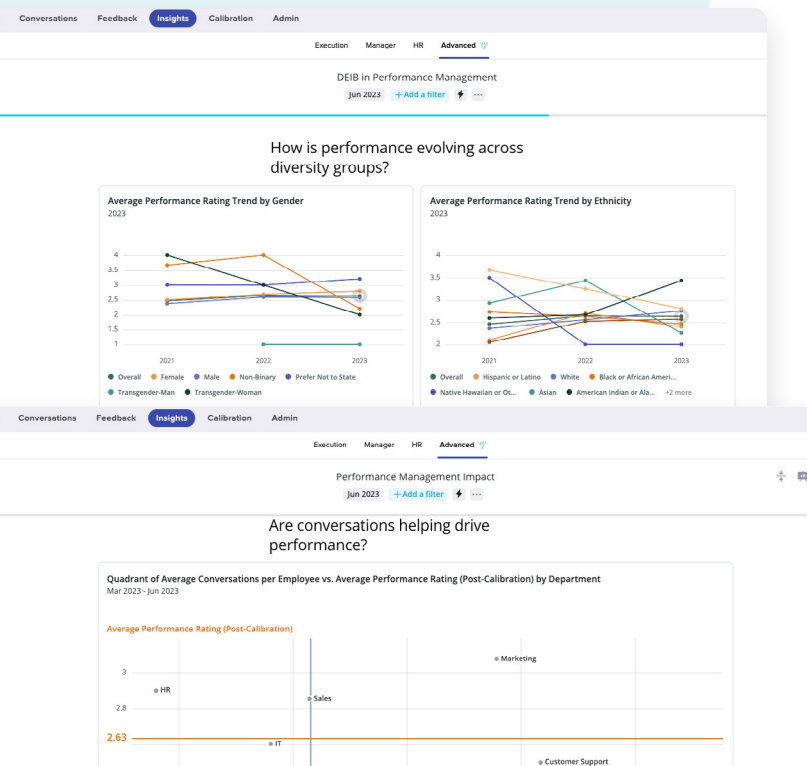 Conversations Feedback Insights Calibration Admin
Execution Manager HR Advanced
DEIB in Performance Management
Jun 2023 + Add a filter ...
How is performance evolving across
diversity groups?
Average Performance Rating Trend by Gender
2023
4
3.5
3
2.5
2
1.5
1
2021 2022 2023
Overall Female Male Non-Binary Prefer Not to State
Transgender-Man Transgender-Woman
Average Performance Rating Trend by Ethnicity
2023
4
3.5
3
2.5
2
2021 2022 2023
Overall Hispanic or Latino White Black or African Ameri...
Native Hawaiian or Ot... Asian American Indian or Ala... +2 more
Conversations Feedback Insights Calibration Admin
Execution Manager HR Advanced
Performance Management Impact
Jun 2023 + Add a filter ...
Are conversations helping drive
performance?
Quadrant of Average Conversations per Employee vs. Average Performance Rating (Post-Calibration) by Department
Mar 2023 - Jun 2023
Average Performance Rating (Post-Calibration)
Marketing
3
HR
Sales
2.8
2.63
IT
Customer Support